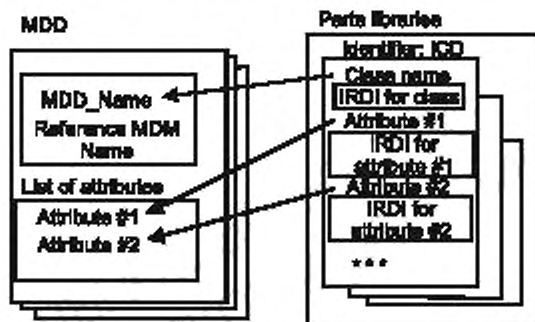 MDD
MDD_Name
Reference MDM
Name
List of attributes
Attribute #1
Attribute #2
Parts libraries
Identifier: ICD
Class name
IRDI for class
Attribute #1
IRDI for
attribute #1
Attribute #2
IRDI for
attribute #2
•••